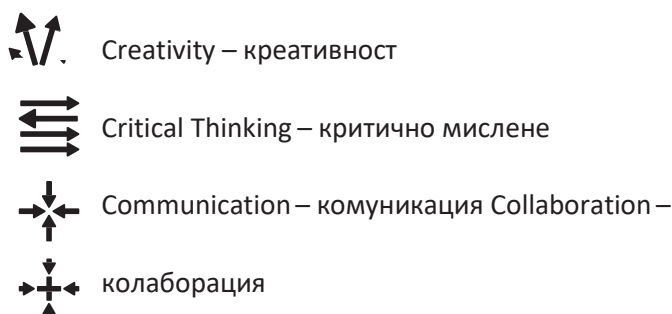 Creativity – креативност
Critical Thinking – критично мислене
Communication – комуникация Collaboration –
колаборация